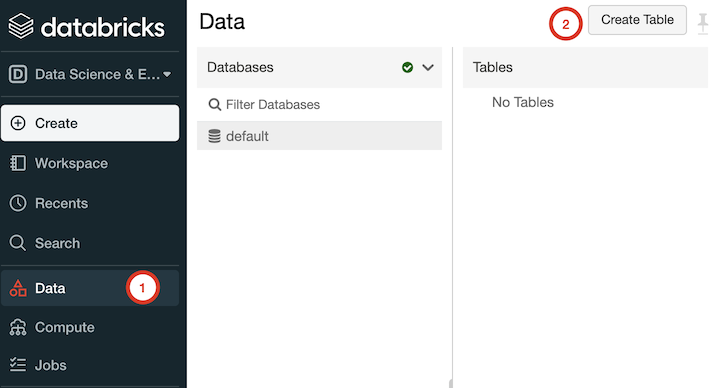 databricks
Data Science & E...
Create
Workspace
Recents
Search
Data
1
Compute
Jobs
Data
2
Create Table
Databases
Filter Databases
default
Tables
No Tables